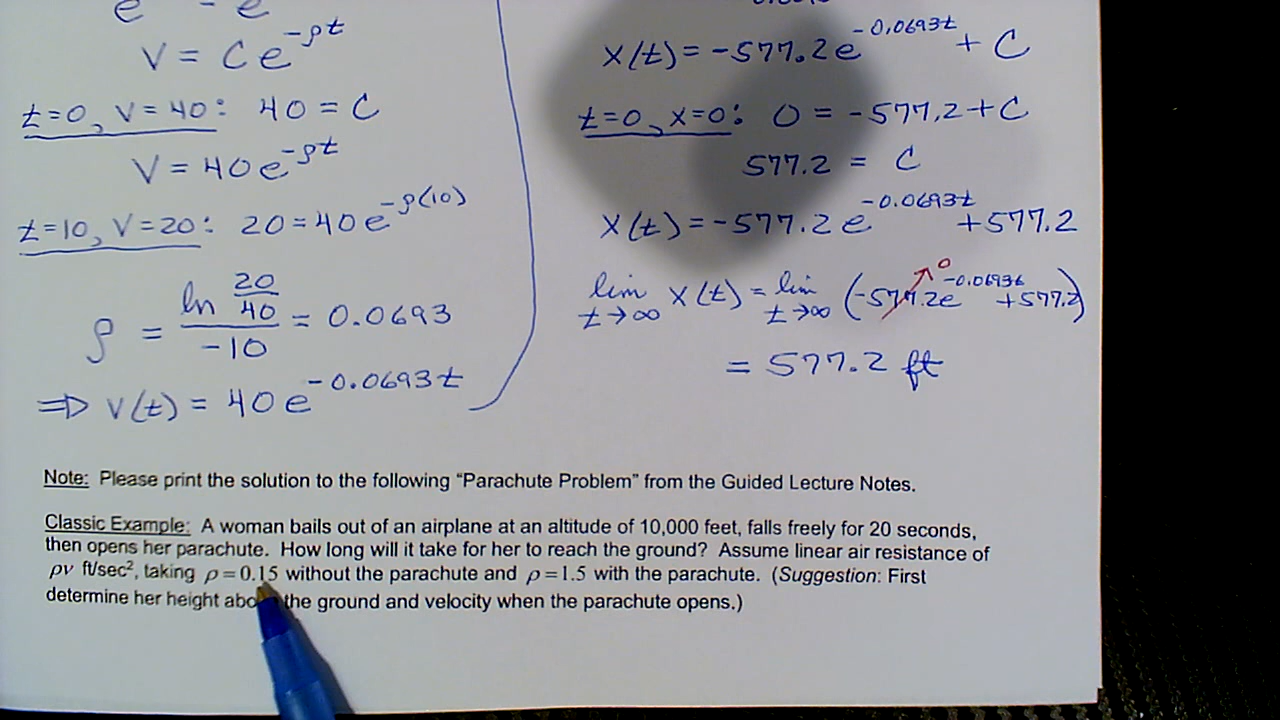 e - e
V = Ce^{-ρt}
t=0, V=40: 40 = C
V = 40e^{-ρt}
t=10, V=20: 20 = 40e^{-ρ(10)}
ρ = \frac{ln \frac{20}{40}}{-10} = 0.0693
⇒ V(t) = 40e^{-0.0693t}
X(t) = -577.2e^{-0.0693t} + C
t=0, x=0: 0 = -577.2 + C
577.2 = C
X(t) = -577.2e^{-0.0693t} + 577.2
lim_{t→∞} X(t) = lim_{t→∞} (-577.2e^{-0.0693t} + 577.2) 0
= 577.2 ft
Note: Please print the solution to the following “Parachute Problem” from the Guided Lecture Notes.
Classic Example: A woman bails out of an airplane at an altitude of 10,000 feet, falls freely for 20 seconds,
then opens her parachute. How long will it take for her to reach the ground? Assume linear air resistance of
ρv ft/sec², taking ρ = 0.15 without the parachute and ρ = 1.5 with the parachute. (Suggestion: First
determine her height above the ground and velocity when the parachute opens.)